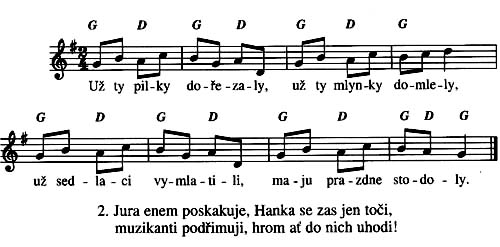 G D G D G D G
2 4
Už ty pil-ky do-ře-za-ly, už ty mlyn-ky do-mle-ly,
G D G D G D G D G
už sed-la-ci vy-mla-ti-li, ma-ju pra-zdne sto-do-ly.
2. Jura enem poskakuje, Hanka se zas jen toči,
muzikanti podřimuji, hrom ať do nich uhodi!